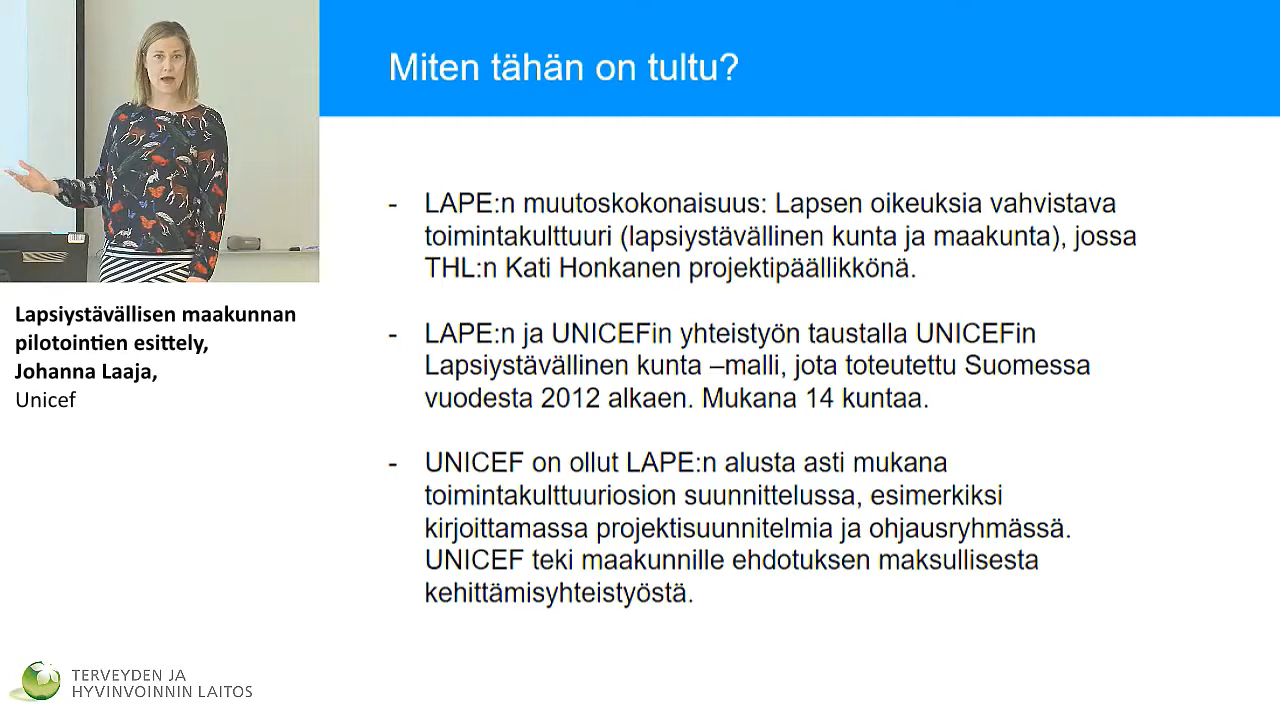 Miten tähän on tultu?
- LAPE:n muutoskokonaisuus: Lapsen oikeuksia vahvistava
toimintakulttuuri (lapsiystävällinen kunta ja maakunta), jossa
THL:n Kati Honkanen projektipäällikkönä.
- LAPE:n ja UNICEFin yhteistyön taustalla UNICEFin
Lapsiystävällinen kunta –malli, jota toteutettu Suomessa
vuodesta 2012 alkaen. Mukana 14 kuntaa.
- UNICEF on ollut LAPE:n alusta asti mukana
toimintakulttuuriosion suunnittelussa, esimerkiksi
kirjoittamassa projektisuunnitelmia ja ohjausryhmässä.
UNICEF teki maakunnille ehdotuksen maksullisesta
kehittämisyhteistyöstä.
Lapsiystävällisen maakunnan
pilotointien esittely,
Johanna Laaja,
Unicef
TERVEYDEN JA
HYVINVOINNIN LAITOS